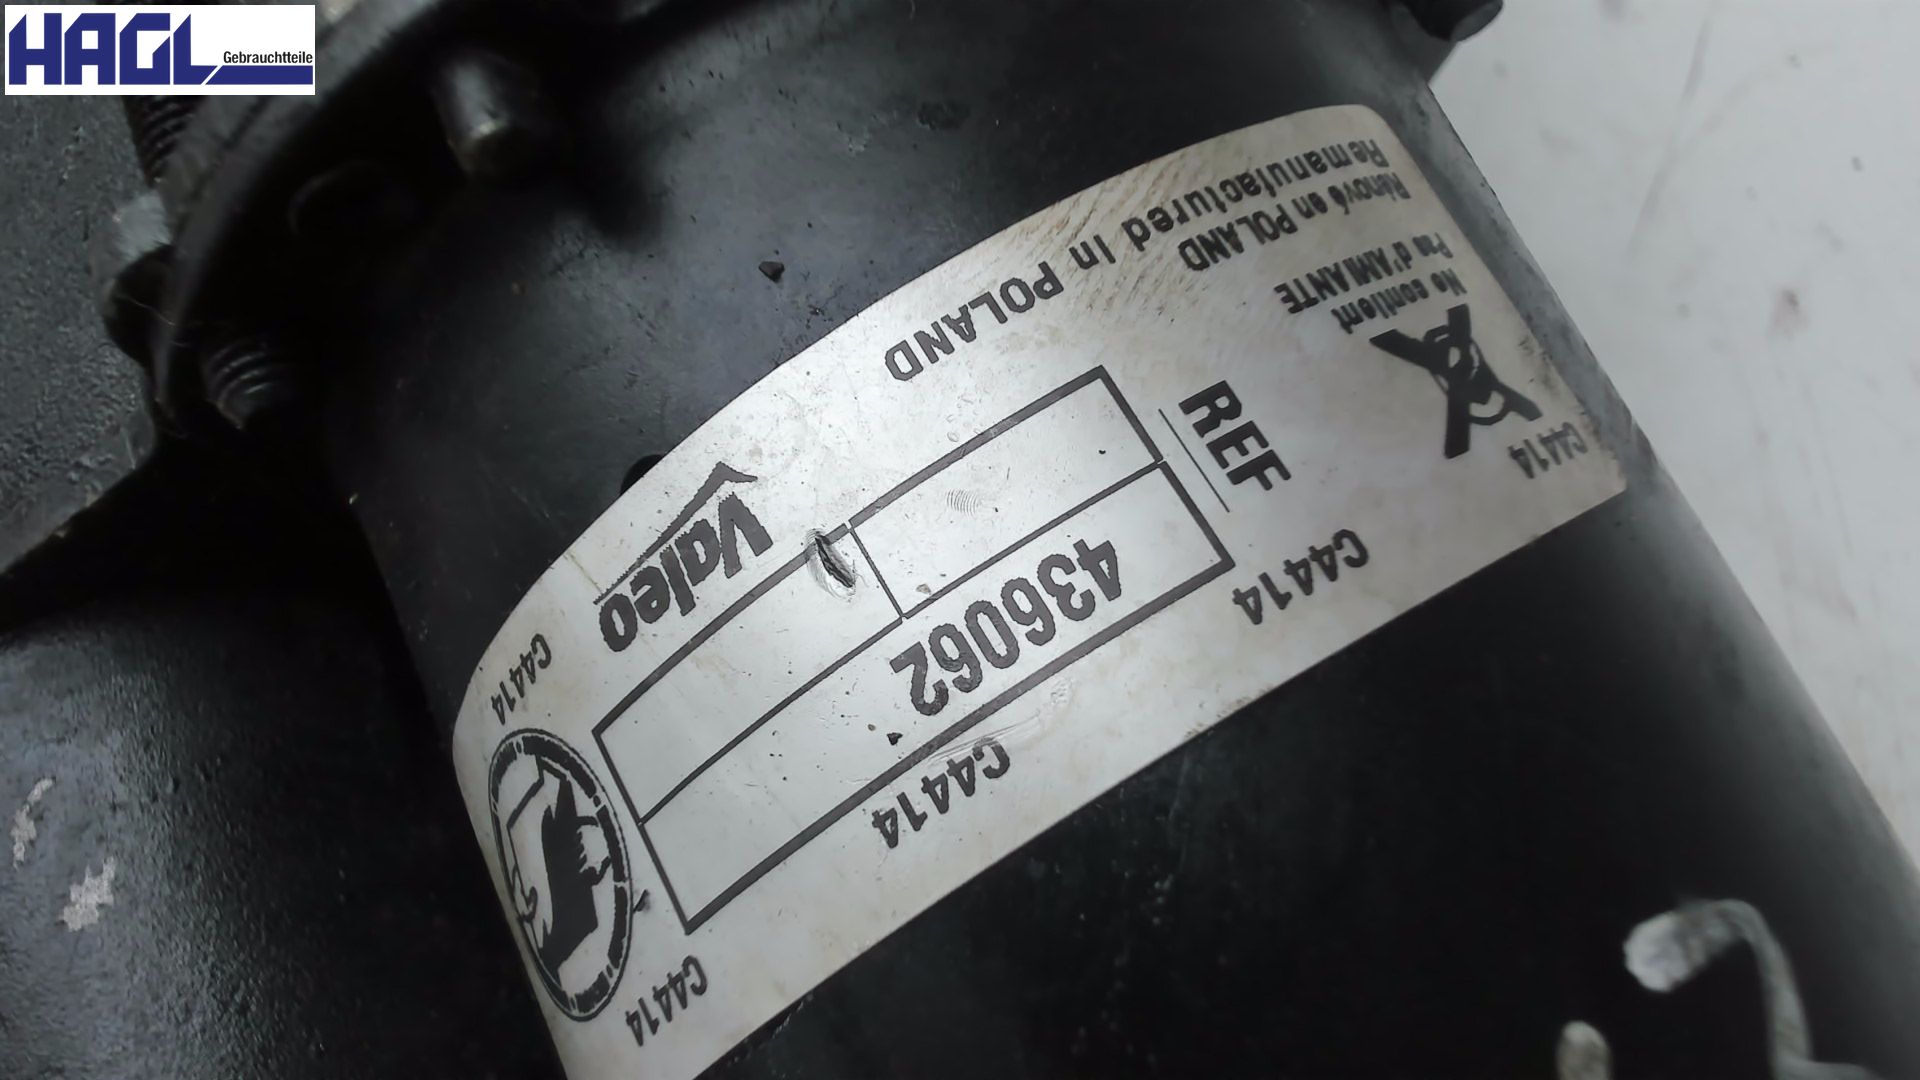 HAGL
Gebrauchtteile
C4414
Ne contient
Pas d'AMIANTE
Rénové en POLAND
Remanufactured in POLAND
REF
C4414
436062
C4414
Valeo
C4414
C4414